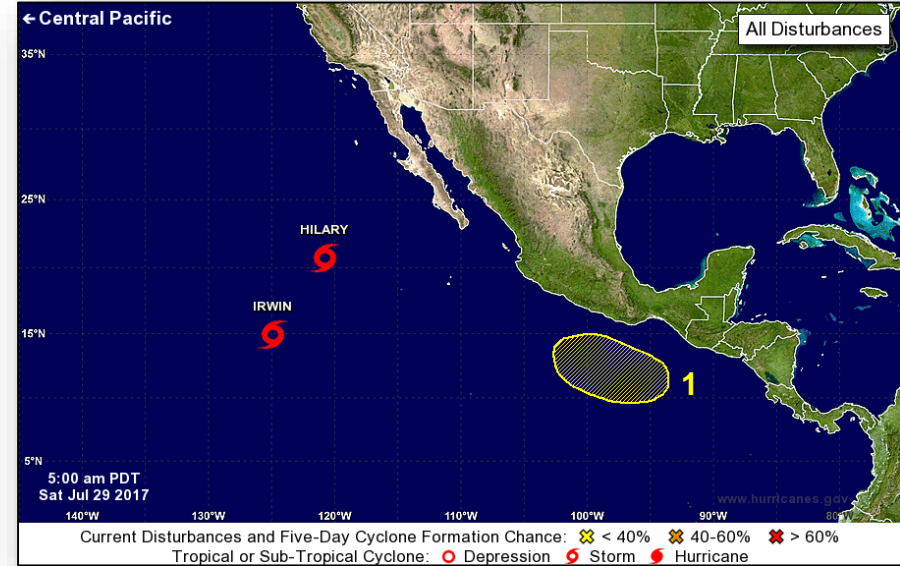 ←Central Pacific
All Disturbances
35°N
25°N
HILARY
IRWIN
15°N
1
5°N
5:00 am PDT
Sat Jul 29 2017
www.hurricanes.gov
140°W 130°W 120°W 110°W 100°W 90°W 80°W
Current Disturbances and Five-Day Cyclone Formation Chance: < 40% 40-60% > 60%
Tropical or Sub-Tropical Cyclone: Depression Storm Hurricane